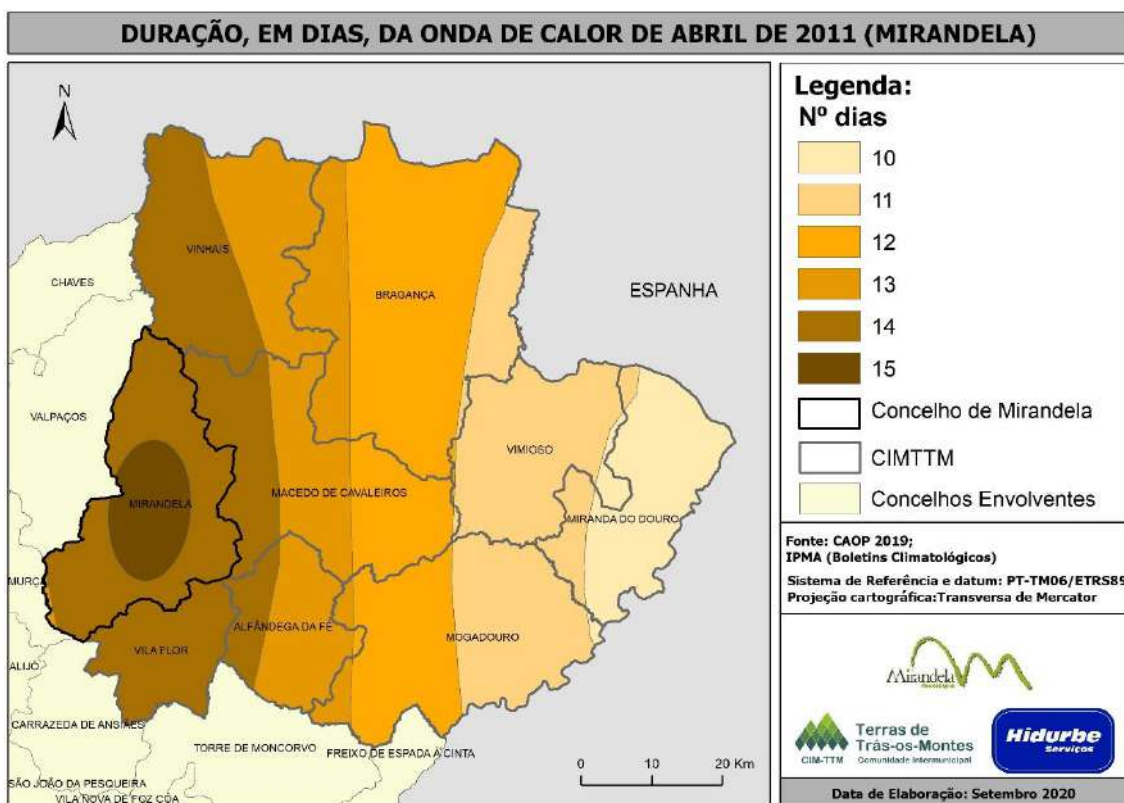 DURAÇÃO, EM DIAS, DA ONDA DE CALOR DE ABRIL DE 2011 (MIRANDELA)
N
VINHAIS
CHAVES
BRAGANÇA
ESPANHA
VALPAÇOS
VIMIOSO
MIRANDELA
MACEDO DE CAVALEIROS
MIRANDA DO DOURO
MURÇA
ALFÂNDEGA DA FÉ
MOGADOURO
VILA FLOR
ALIJÓ
CARRAZEDA DE ANSIÃES
TORRE DE MONCORVO
FREIXO DE ESPADA À CINTA
SÃO JOÃO DA PESQUEIRA
VILA NOVA DE FOZ CÔA
0 10 20 Km
Legenda:
Nº dias
10
11
12
13
14
15
Concelho de Mirandela
CIMTTM
Concelhos Envolventes
Fonte: CAOP 2019;
IPMA (Boletins Climatológicos)
Sistema de Referência e datum: PT-TM06/ETRS89
Projeção cartográfica:Transversa de Mercator
Mirandela
CIM-TTM
Terras de
Trás-os-Montes
Comunidade Intermunicipal
Hidurbe
Serviços
Data de Elaboração: Setembro 2020